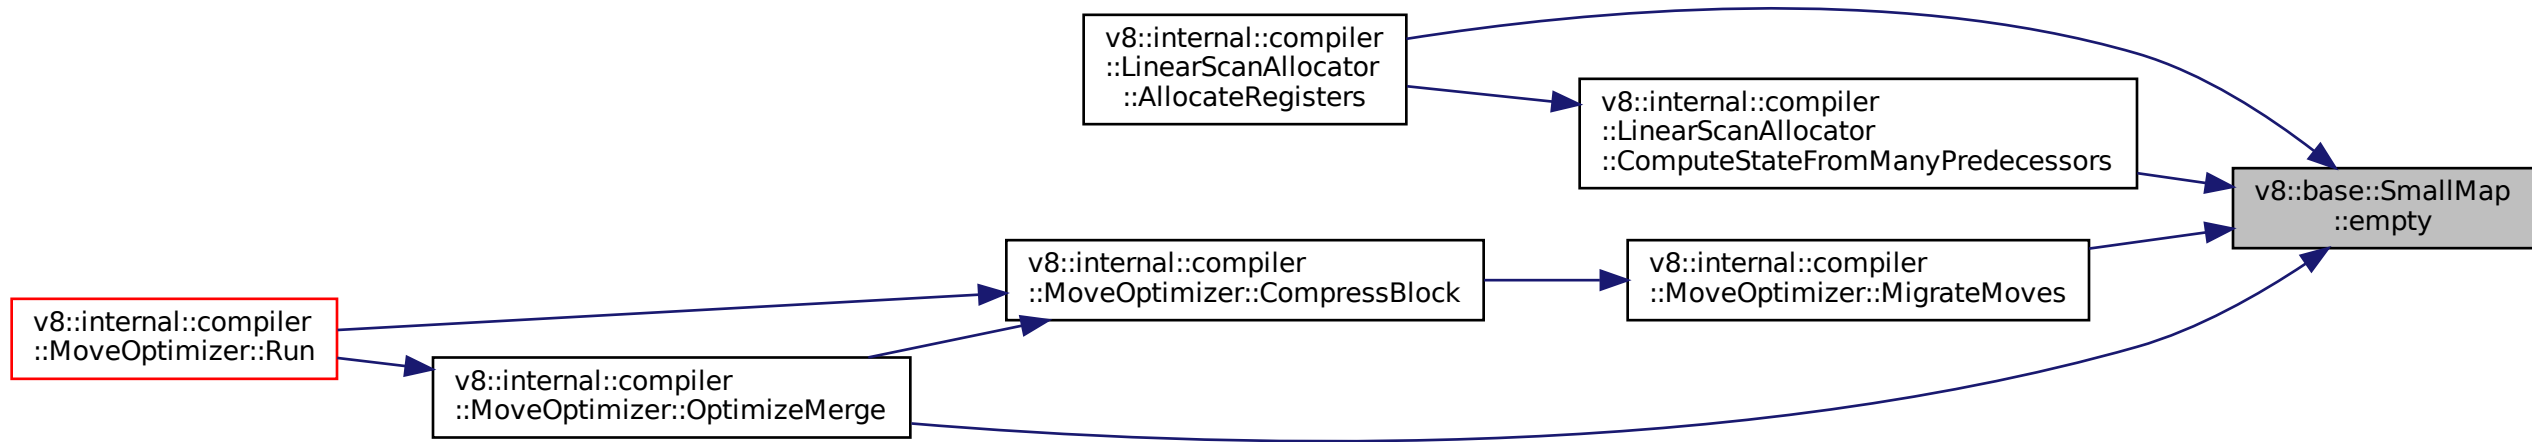 v8::internal::compiler
::LinearScanAllocator
::AllocateRegisters
v8::internal::compiler
::LinearScanAllocator
::ComputeStateFromManyPredecessors
v8::base::SmallMap
::empty
v8::internal::compiler
::MoveOptimizer::CompressBlock
v8::internal::compiler
::MoveOptimizer::MigrateMoves
v8::internal::compiler
::MoveOptimizer::Run
v8::internal::compiler
::MoveOptimizer::OptimizeMerge